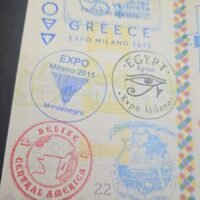 GREECE
EXPO MILANO 2015
EXPO
Milano 2015
Montenegro
EGYPT
Expo Milano
BELIZE
CENTRAL AMERICA
22